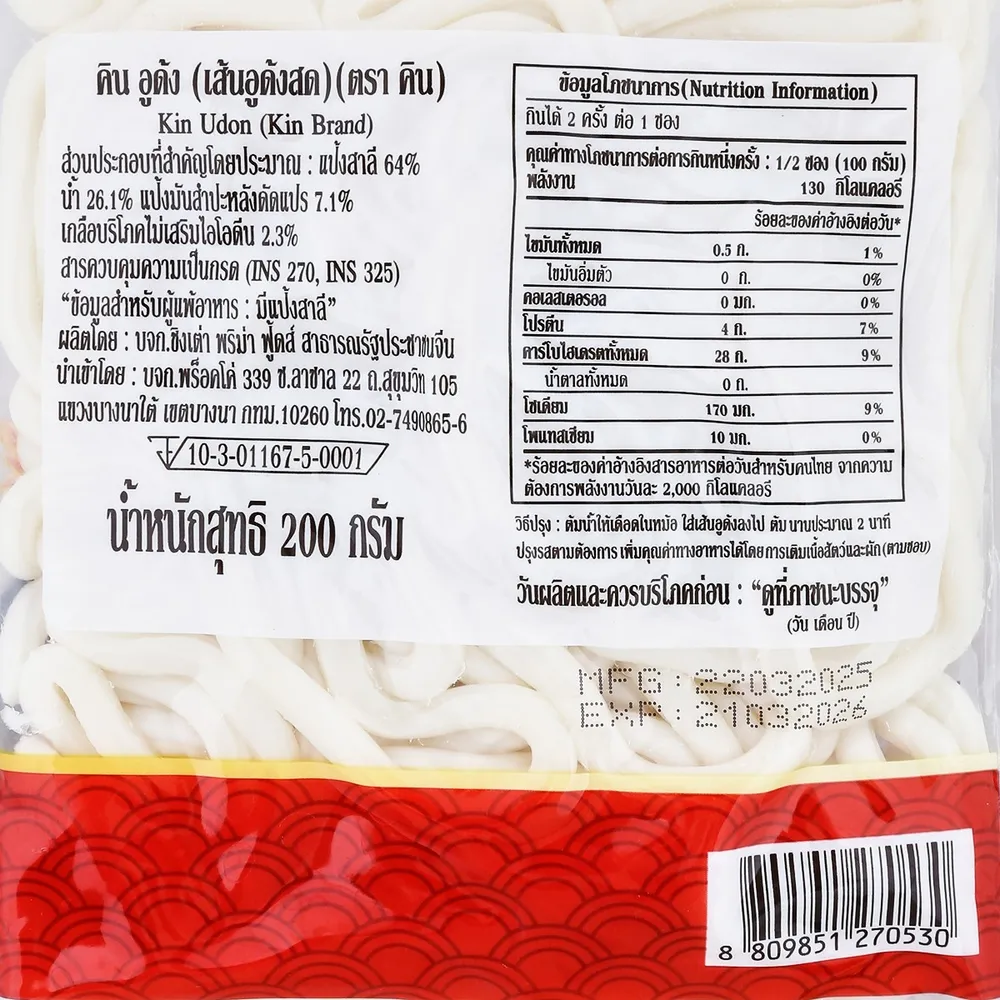 คิน อูด้ง (เส้นอูด้งสด)(ตรา คิน)
Kin Udon (Kin Brand)
ส่วนประกอบที่สำคัญโดยประมาณ : แป้งสาลี 64%
น้ำ 26.1% แป้งมันสำปะหลังดัดแปร 7.1%
เกลือบริโภคไม่เสริมไอโอดีน 2.3%
สารควบคุมความเป็นกรด (INS 270, INS 325)
“ข้อมูลสำหรับผู้แพ้อาหาร : มีแป้งสาลี”
ผลิตโดย : บจก.ชิงเต่า พริม่า ฟู้ดส์ สาธารณรัฐประชาชนจีน
นำเข้าโดย : บจก.พร็อคโค่ 339 ซ.ลาซาล 22 ถ.สุขุมวิท 105
แขวงบางนาใต้ เขตบางนา กทม.10260 โทร.02-7490865-6
10-3-01167-5-0001
น้ำหนักสุทธิ 200 กรัม
ข้อมูลโภชนาการ(Nutrition Information)
กินได้ 2 ครั้ง ต่อ 1 ซอง
คุณค่าทางโภชนาการต่อการกินหนึ่งครั้ง : 1/2 ซอง (100 กรัม)
พลังงาน 130 กิโลแคลอรี
ร้อยละของค่าอ้างอิงต่อวัน*
ไขมันทั้งหมด 0.5 ก. 1%
ไขมันอิ่มตัว 0 ก. 0%
คอเลสเตอรอล 0 มก. 0%
โปรตีน 4 ก. 7%
คาร์โบไฮเดรตทั้งหมด 28 ก. 9%
น้ำตาลทั้งหมด 0 ก.
โซเดียม 170 มก. 9%
โพแทสเซียม 10 มก. 0%
*ร้อยละของค่าอ้างอิงสารอาหารต่อวันสำหรับคนไทย จากความ
ต้องการพลังงานวันละ 2,000 กิโลแคลอรี
วิธีปรุง : ต้มน้ำให้เดือดในหม้อ ใส่เส้นอูด้งลงไป ต้ม นานประมาณ 2 นาที
ปรุงรสตามต้องการ เพิ่มคุณค่าทางอาหารได้โดยการเติมเนื้อสัตว์และผัก (ตามชอบ)
วันผลิตและควรบริโภคก่อน : “ดูที่ภาชนะบรรจุ”
(วัน เดือน ปี)
MFG : 22032025
EXP : 21032026
8 809851 270530